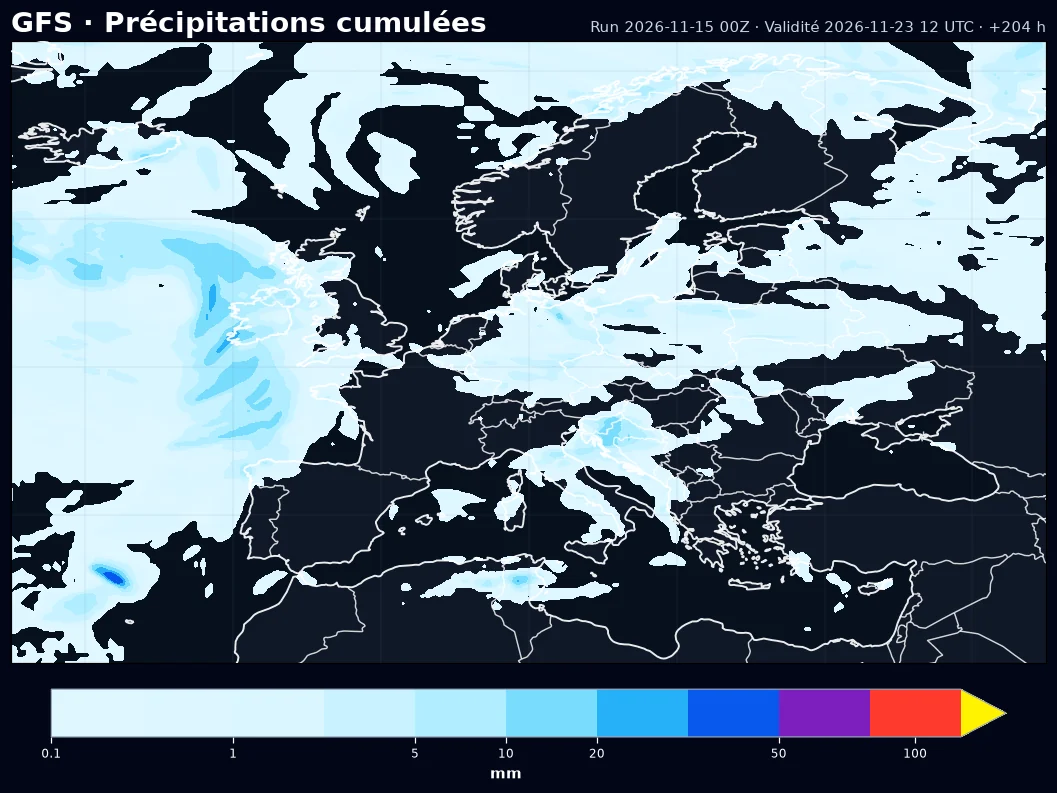 GFS · Précipitations cumulées
Run 2026-11-15 00Z · Validité 2026-11-23 12 UTC · +204 h
0.1 1 5 10 20 50 100
mm